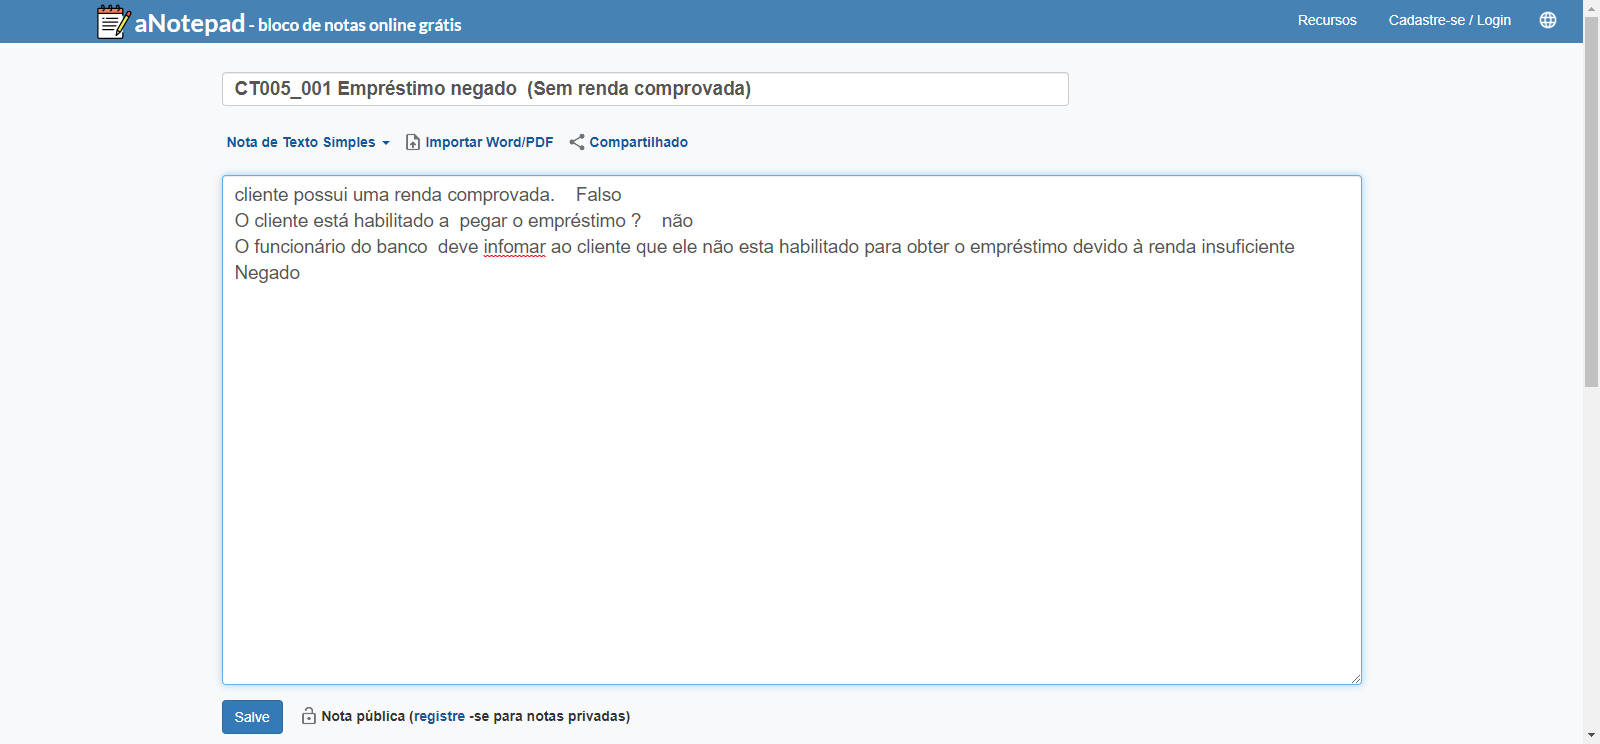 aNotepad - bloco de notas online grátis
Recursos
Cadastre-se / Login
CT005_001 Empréstimo negado  (Sem renda comprovada)
Nota de Texto Simples
Importar Word/PDF
Compartilhado
cliente possui uma renda comprovada.    Falso
O cliente está habilitado a  pegar o empréstimo ?    não
O funcionário do banco  deve infomar ao cliente que ele não esta habilitado para obter o empréstimo devido à renda insuficiente
Negado
Salve
Nota pública (registre -se para notas privadas)